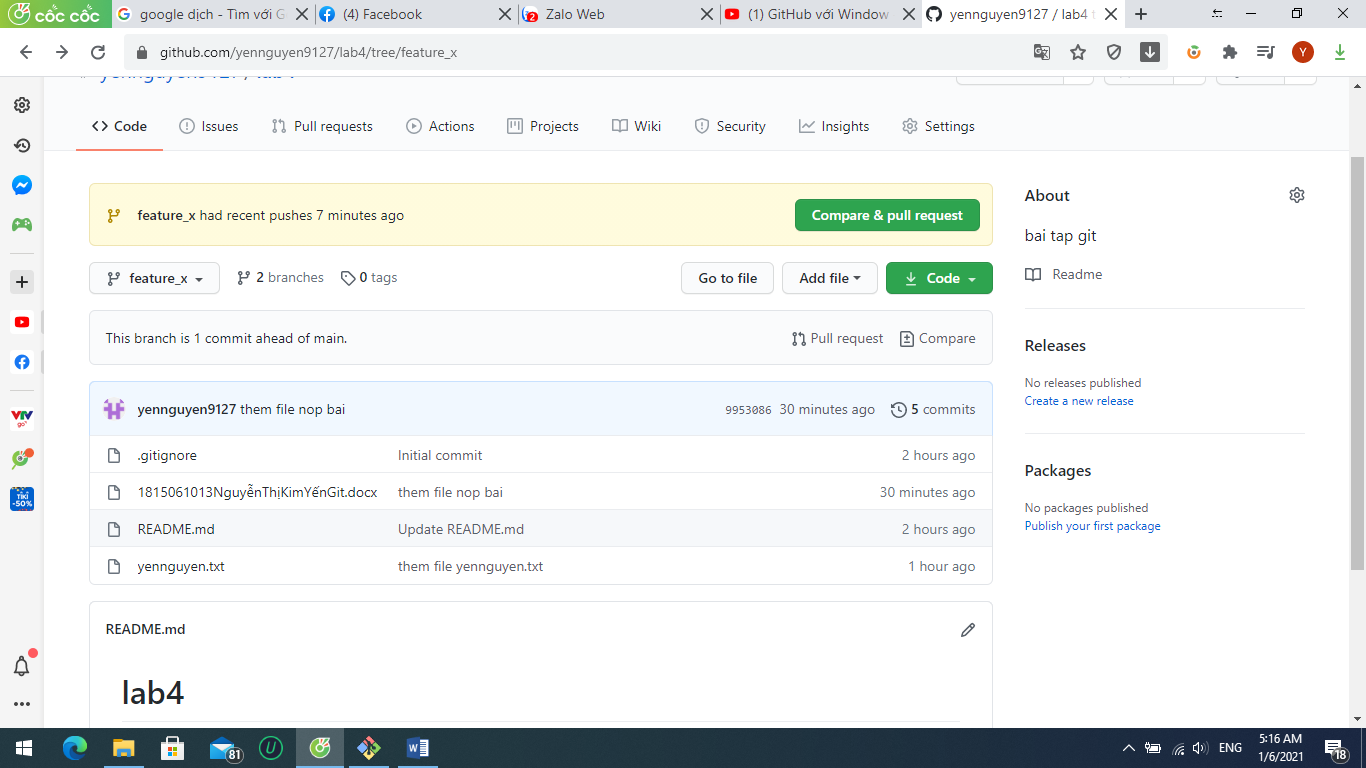 cốc cốc
google dịch - Tìm với G
(4) Facebook
Zalo Web
(1) GitHub với Window
yennguyen9127 / lab4 t
github.com/yennguyen9127/lab4/tree/feature_x
Y
yennguyen9127 / lab4
Code
Issues
Pull requests
Actions
Projects
Wiki
Security
Insights
Settings
feature_x had recent pushes 7 minutes ago
Compare & pull request
feature_x
2 branches
0 tags
Go to file
Add file
Code
This branch is 1 commit ahead of main.
Pull request
Compare
yennguyen9127 them file nop bai
9953086 30 minutes ago
5 commits
.gitignore
Initial commit
2 hours ago
1815061013NguyễnThịKimYếnGit.docx
them file nop bai
30 minutes ago
README.md
Update README.md
2 hours ago
yennguyen.txt
them file yennguyen.txt
1 hour ago
README.md
lab4
About
bai tap git
Readme
Releases
No releases published
Create a new release
Packages
No packages published
Publish your first package
VTV
go
TIKI
-50%
81
ENG
5:16 AM
1/6/2021
18